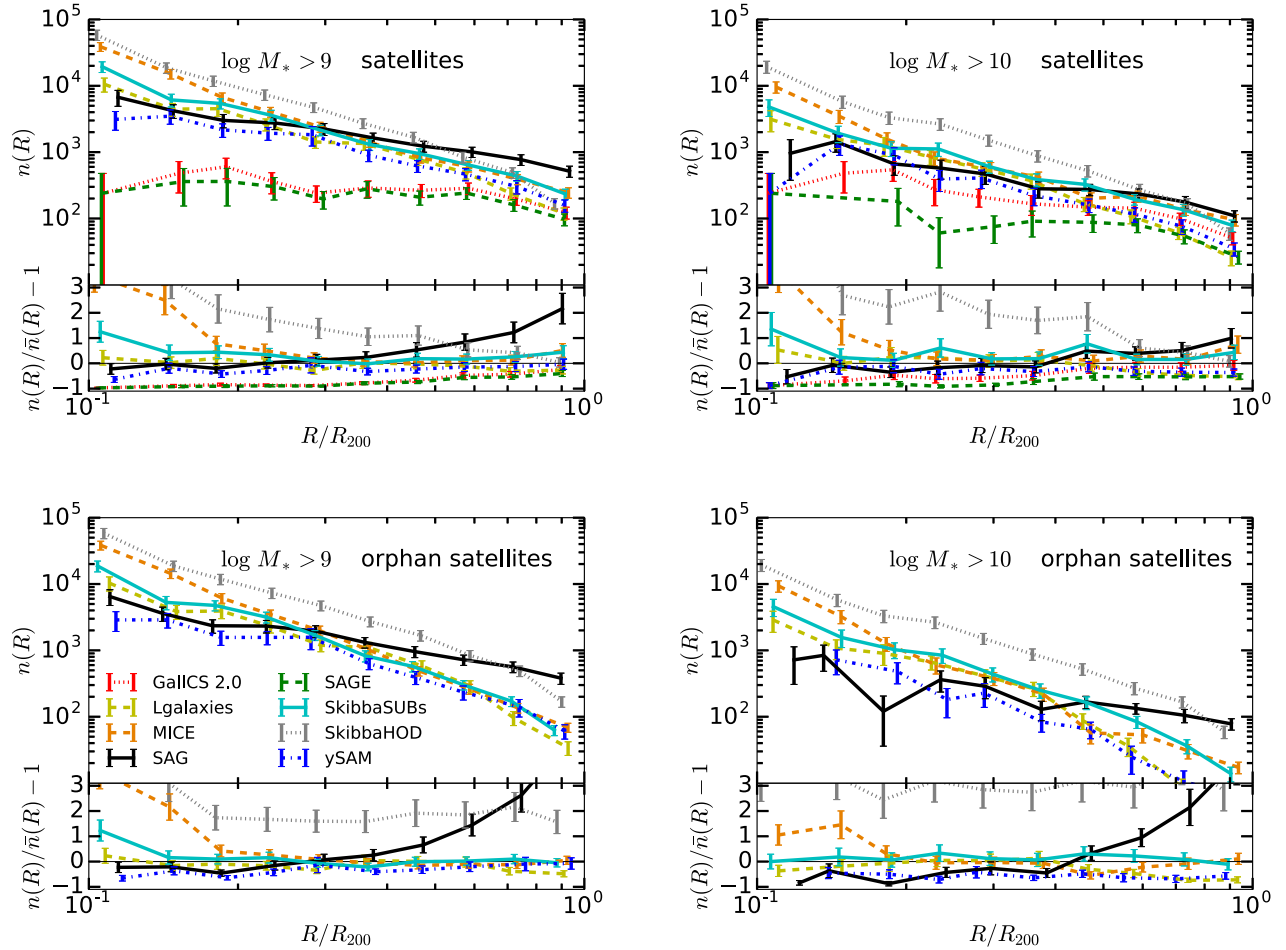 10^5
10^4
10^3
10^2
n(R)
log M_* > 9 satellites
3
2
1
0
−1
n(R)/n̄(R) − 1
10^-1
10^0
R/R_200
10^5
10^4
10^3
10^2
n(R)
log M_* > 10 satellites
3
2
1
0
−1
n(R)/n̄(R) − 1
10^-1
10^0
R/R_200
10^5
10^4
10^3
10^2
n(R)
log M_* > 9 orphan satellites
GalICS 2.0
Lgalaxies
MICE
SAG
SAGE
SkibbaSUBs
SkibbaHOD
ySAM
3
2
1
0
−1
n(R)/n̄(R) − 1
10^-1
10^0
R/R_200
10^5
10^4
10^3
10^2
n(R)
log M_* > 10 orphan satellites
3
2
1
0
−1
n(R)/n̄(R) − 1
10^-1
10^0
R/R_200